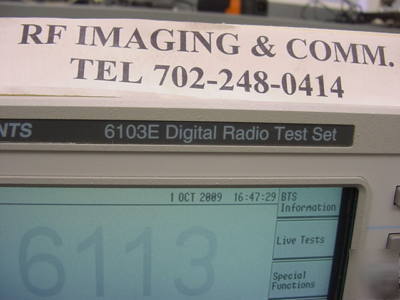 RF IMAGING & COMM.
TEL 702-248-0414
NTS 6103E Digital Radio Test Set
1 OCT 2009 16:47:29
BTS
Information
Live Tests
Special
Functions
6113